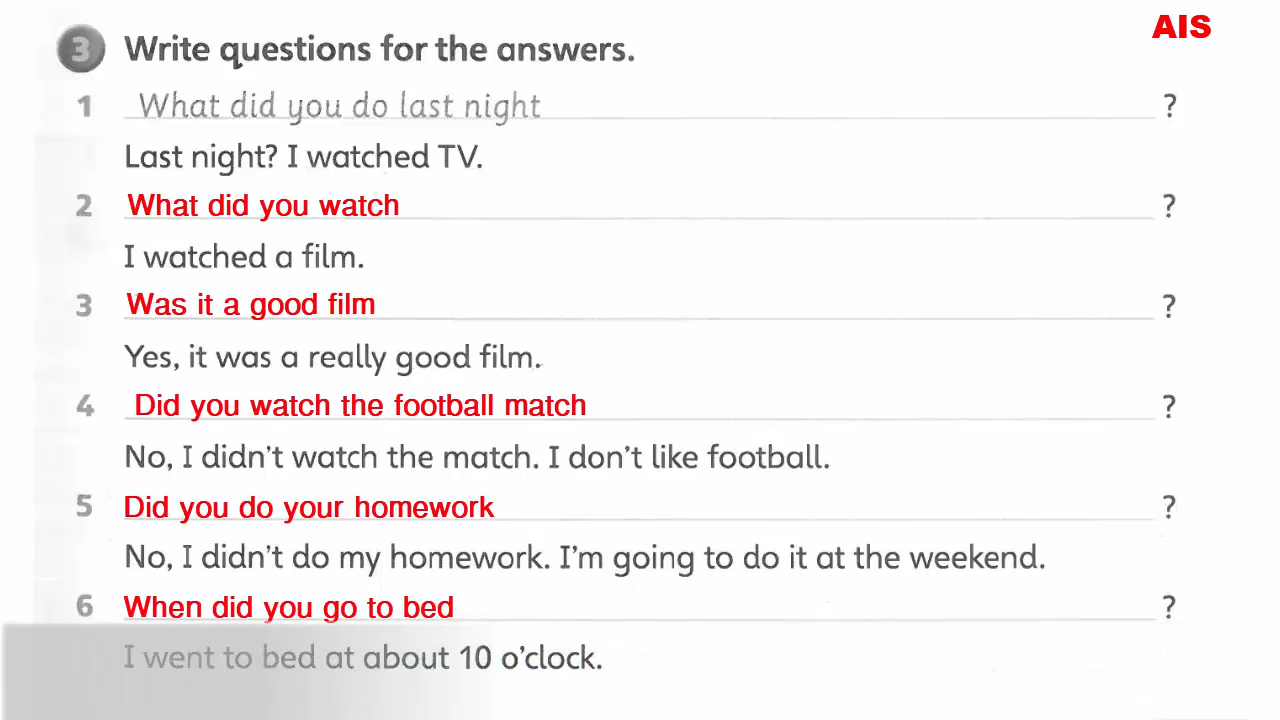 AIS
3 Write questions for the answers.
1 What did you do last night ?
Last night? I watched TV.
2 What did you watch ?
I watched a film.
3 Was it a good film ?
Yes, it was a really good film.
4 Did you watch the football match ?
No, I didn't watch the match. I don't like football.
5 Did you do your homework ?
No, I didn't do my homework. I'm going to do it at the weekend.
6 When did you go to bed ?
I went to bed at about 10 o'clock.